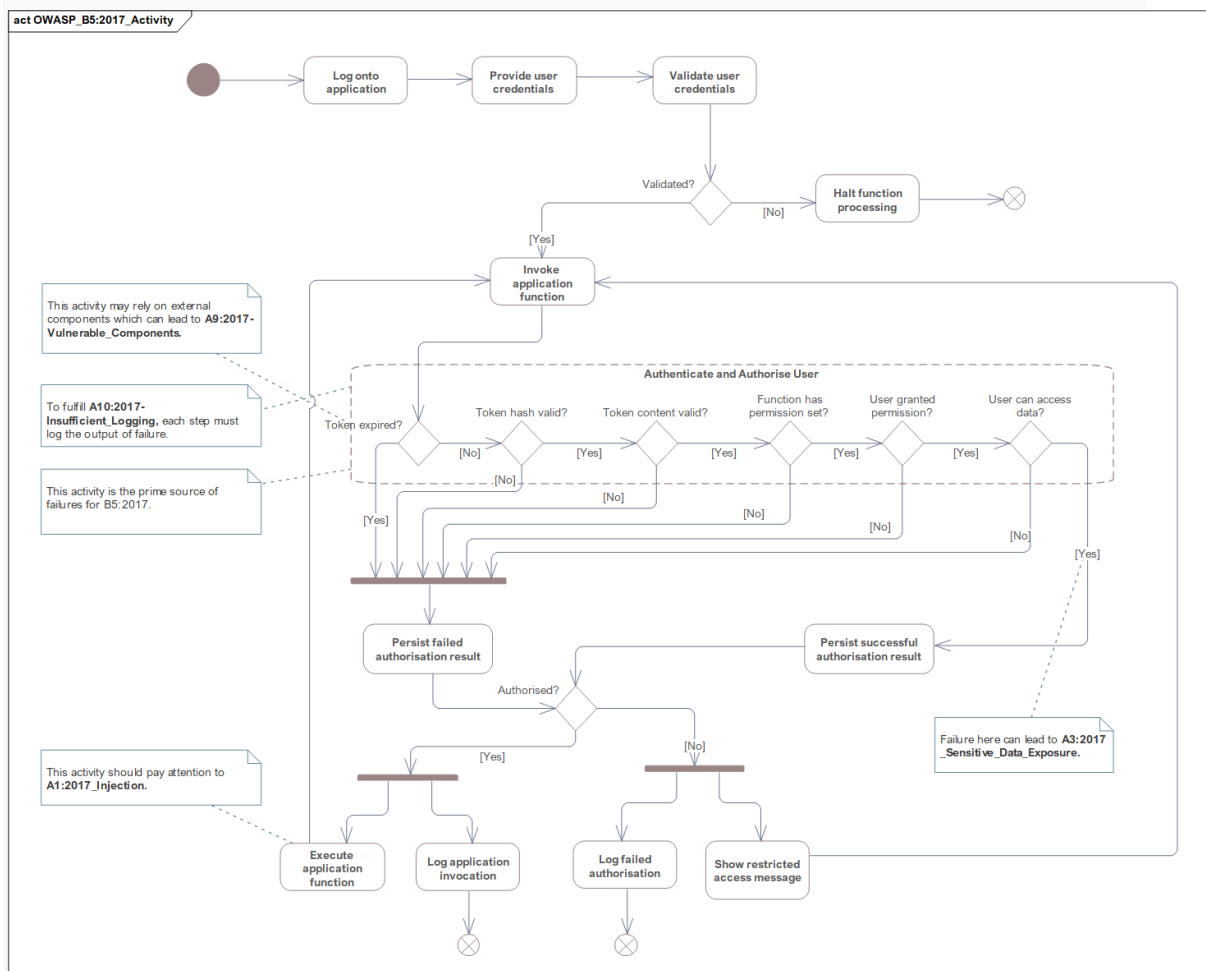 act OWASP_B5:2017_Activity
Log onto
application
Provide user
credentials
Validate user
credentials
Validated?
[No]
Halt function
processing
[Yes]
Invoke
application
function
This activity may rely on external
components which can lead to A9:2017-
Vulnerable_Components.
To fulfill A10:2017-
Insufficient_Logging, each step must
log the output of failure.
This activity is the prime source of
failures for B5:2017.
Authenticate and Authorise User
Token expired?
Token hash valid?
Token content valid?
Function has
permission set?
User granted
permission?
User can access
data?
[No]
[Yes]
[Yes]
[Yes]
[Yes]
[No]
[No]
[Yes]
[No]
[No]
[No]
[Yes]
Persist failed
authorisation result
Persist successful
authorisation result
Authorised?
[Yes]
[No]
Failure here can lead to A3:2017
_Sensitive_Data_Exposure.
This activity should pay attention to
A1:2017_Injection.
Execute
application
function
Log application
invocation
Log failed
authorisation
Show restricted
access message